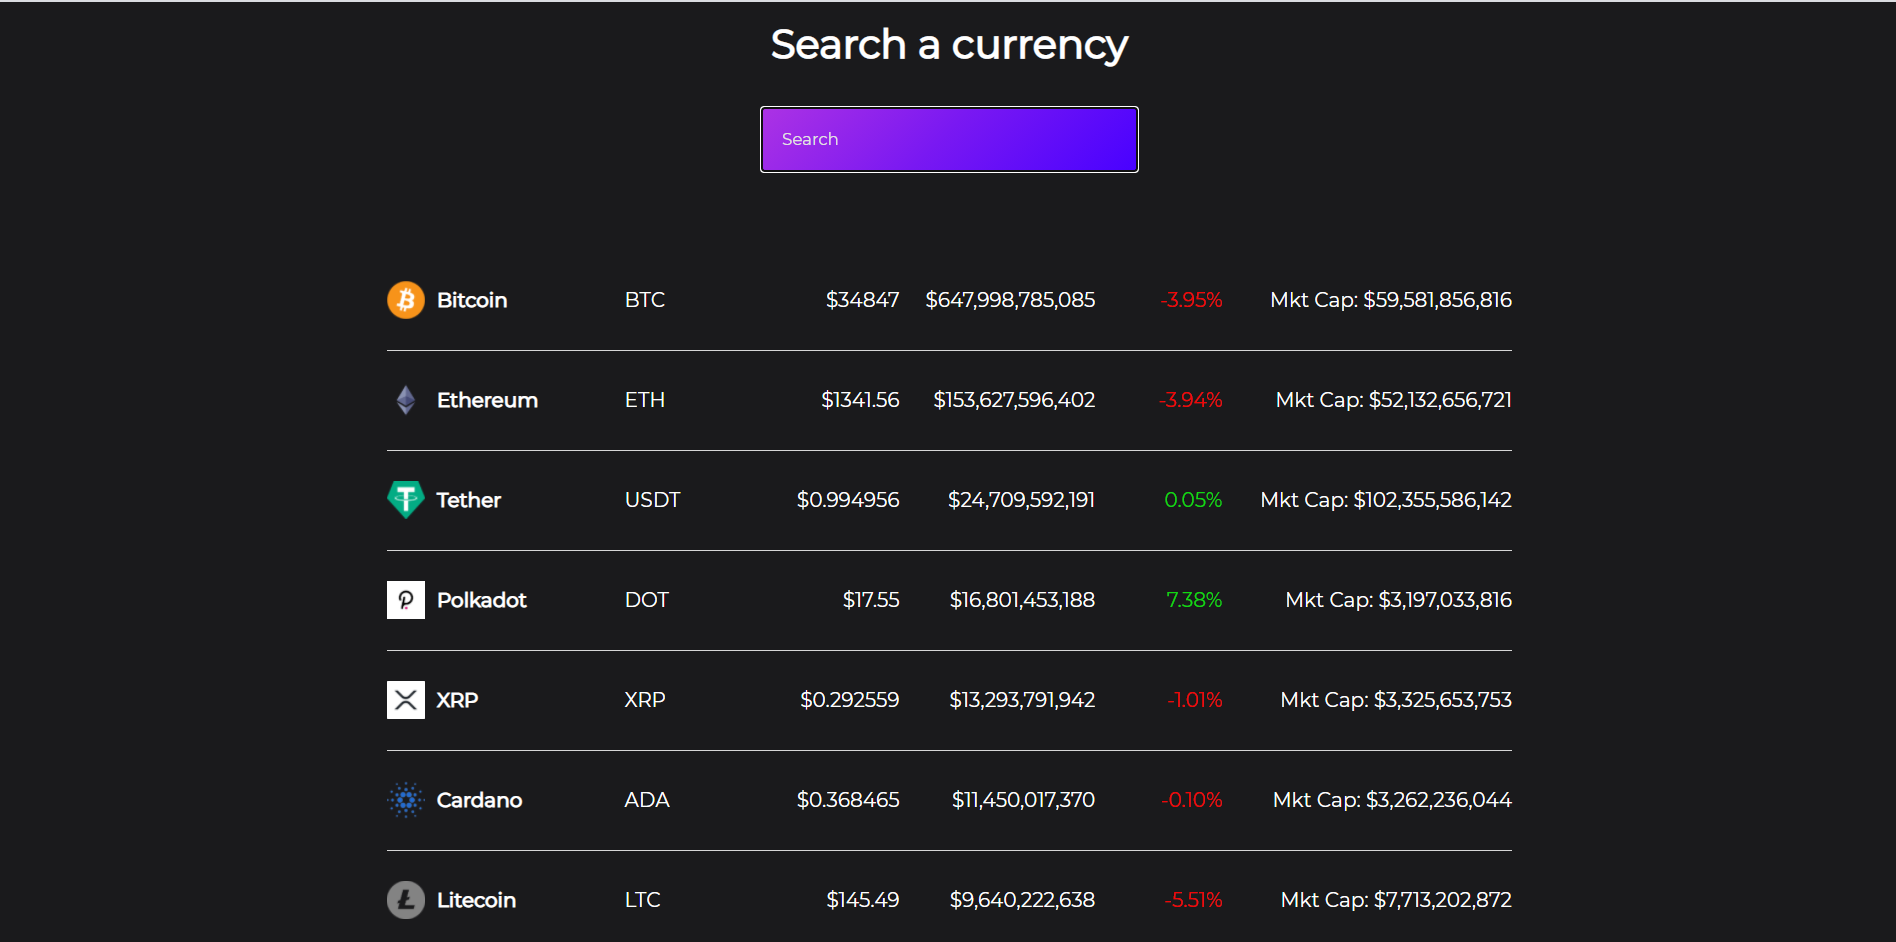 Search a currency
Search
Bitcoin BTC $34847 $647,998,785,085 -3.95% Mkt Cap: $59,581,856,816
Ethereum ETH $1341.56 $153,627,596,402 -3.94% Mkt Cap: $52,132,656,721
Tether USDT $0.994956 $24,709,592,191 0.05% Mkt Cap: $102,355,586,142
Polkadot DOT $17.55 $16,801,453,188 7.38% Mkt Cap: $3,197,033,816
XRP XRP $0.292559 $13,293,791,942 -1.01% Mkt Cap: $3,325,653,753
Cardano ADA $0.368465 $11,450,017,370 -0.10% Mkt Cap: $3,262,236,044
Litecoin LTC $145.49 $9,640,222,638 -5.51% Mkt Cap: $7,713,202,872